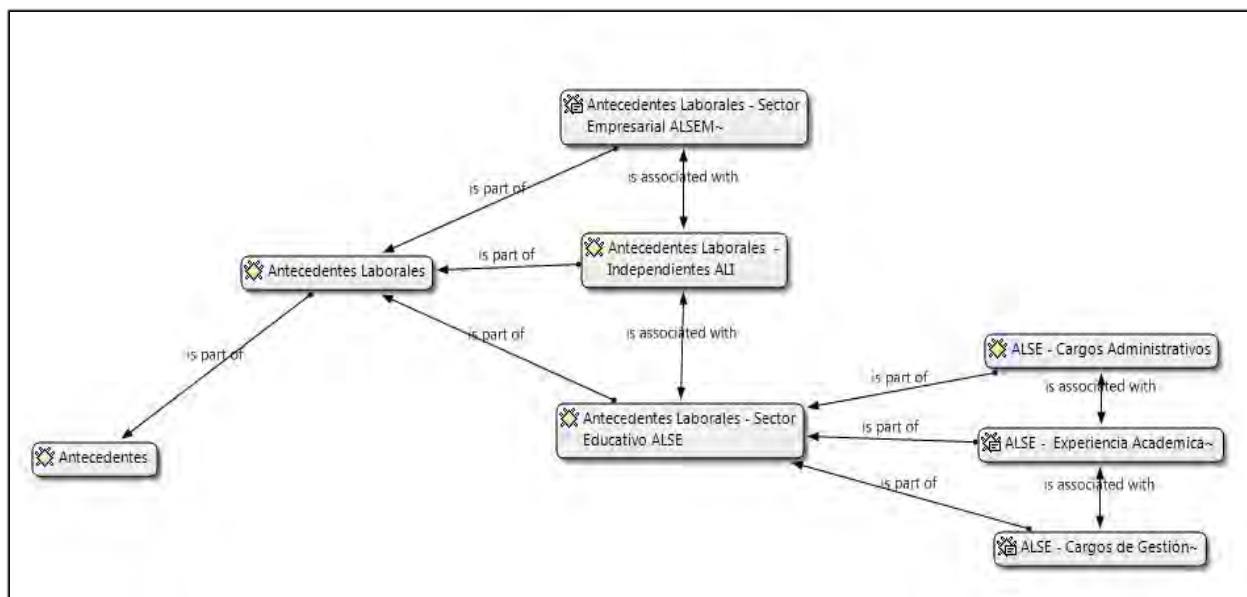 Antecedentes Laborales - Sector
Empresarial ALSEM~
is associated with
is part of
Antecedentes Laborales -
Independientes ALI
is part of
Antecedentes Laborales
is associated with
is part of
is part of
ALSE - Cargos Administrativos
is part of
is associated with
Antecedentes Laborales - Sector
Educativo ALSE
is part of
ALSE - Experiencia Academica~
Antecedentes
is part of
is associated with
ALSE - Cargos de Gestión~